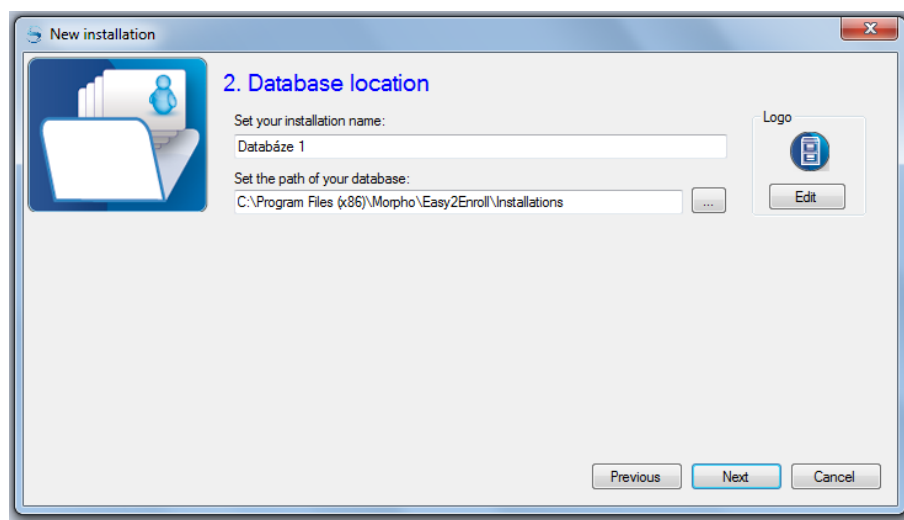 New installation
2. Database location
Set your installation name:
Databáze 1
Set the path of your database:
C:\Program Files (x86)\Morpho\Easy2Enroll\Installations
...
Logo
Edit
Previous
Next
Cancel